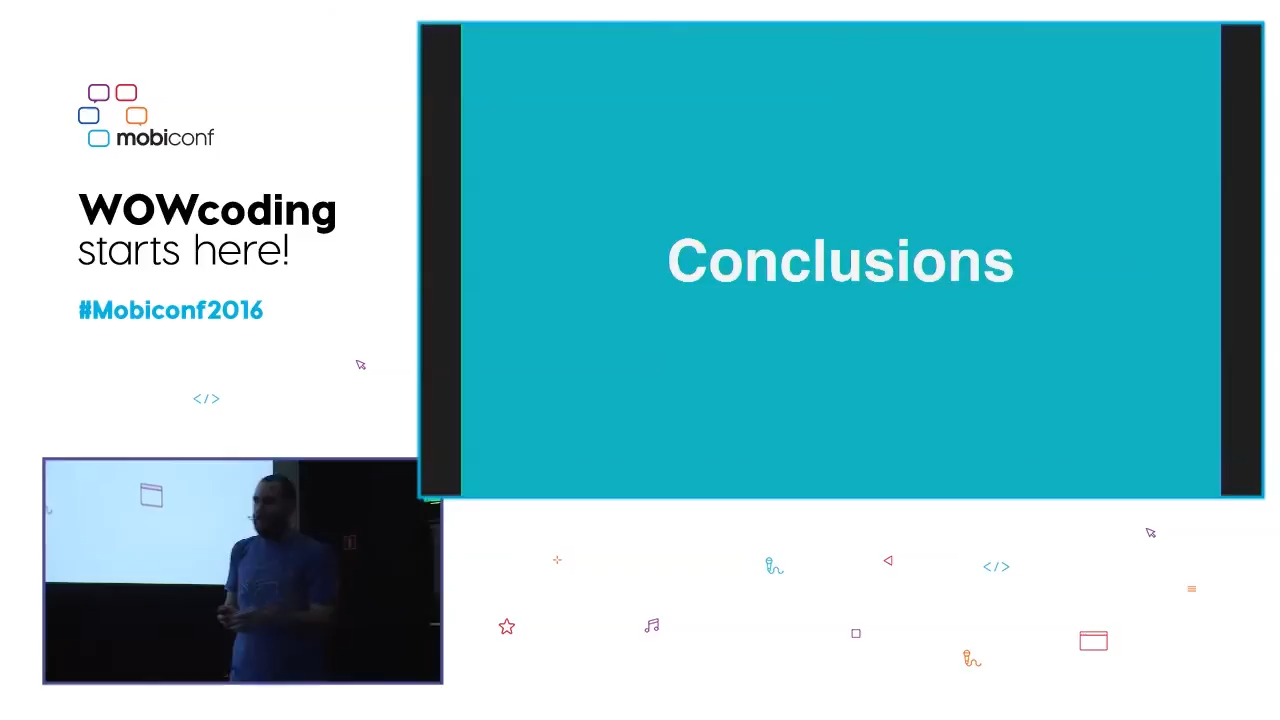 mobiconf
WOWcoding
starts here!
#Mobiconf2016
</>
Conclusions
</>